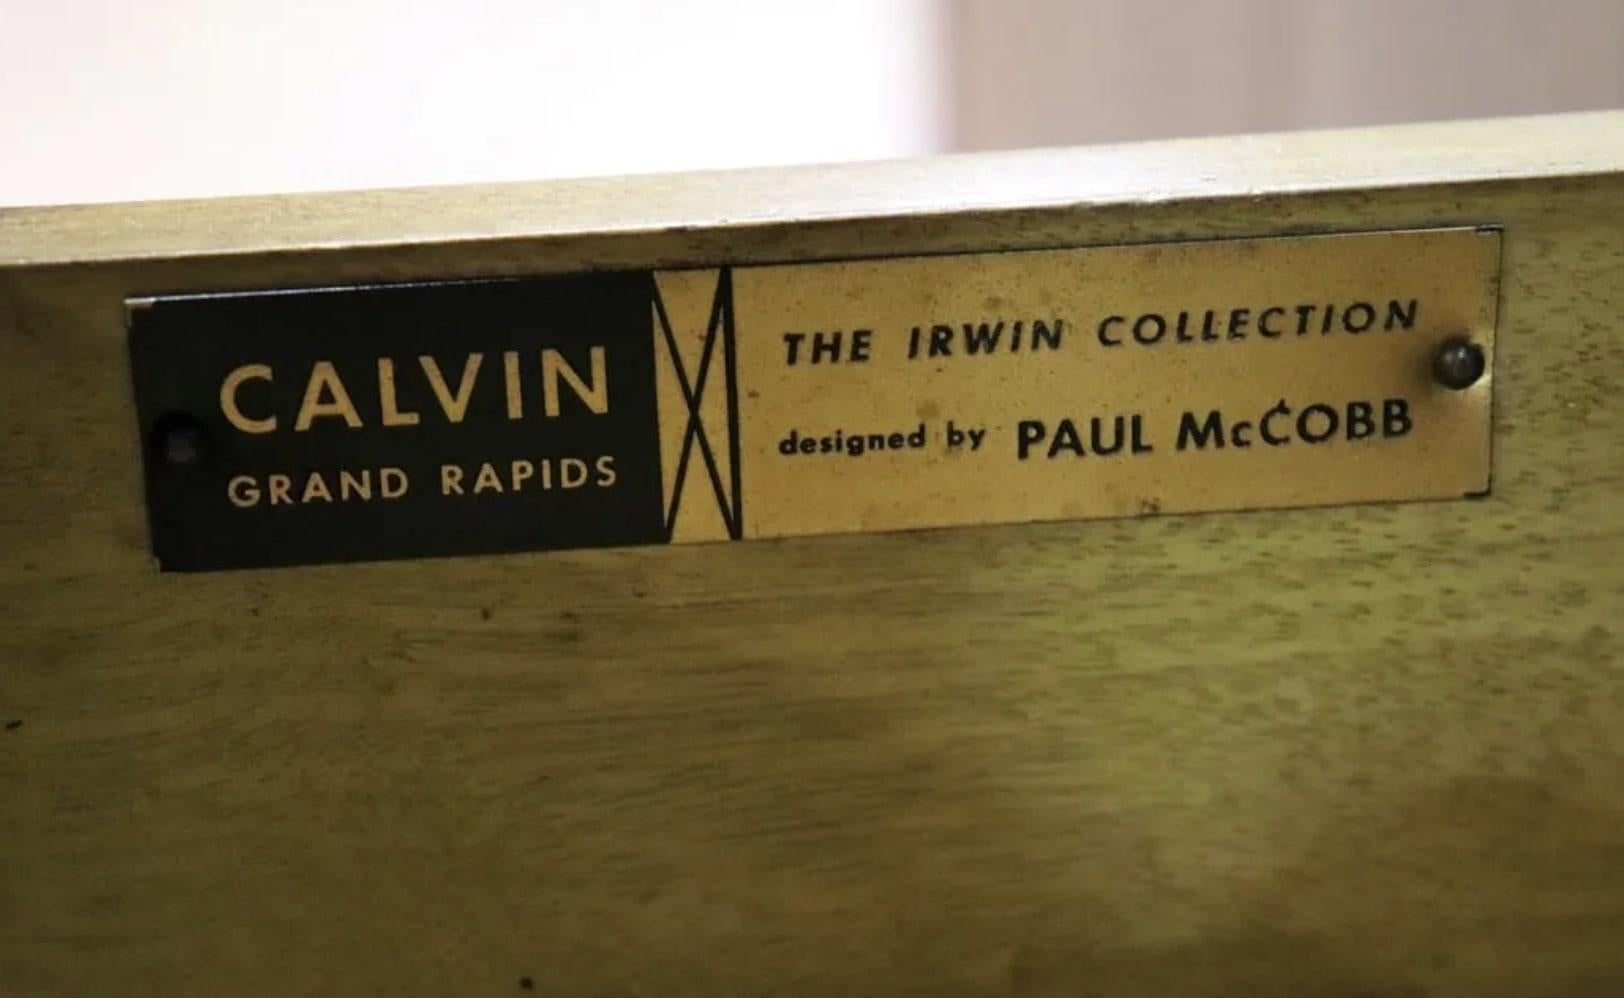 CALVIN
GRAND RAPIDS
THE IRWIN COLLECTION
designed by PAUL McCOBB